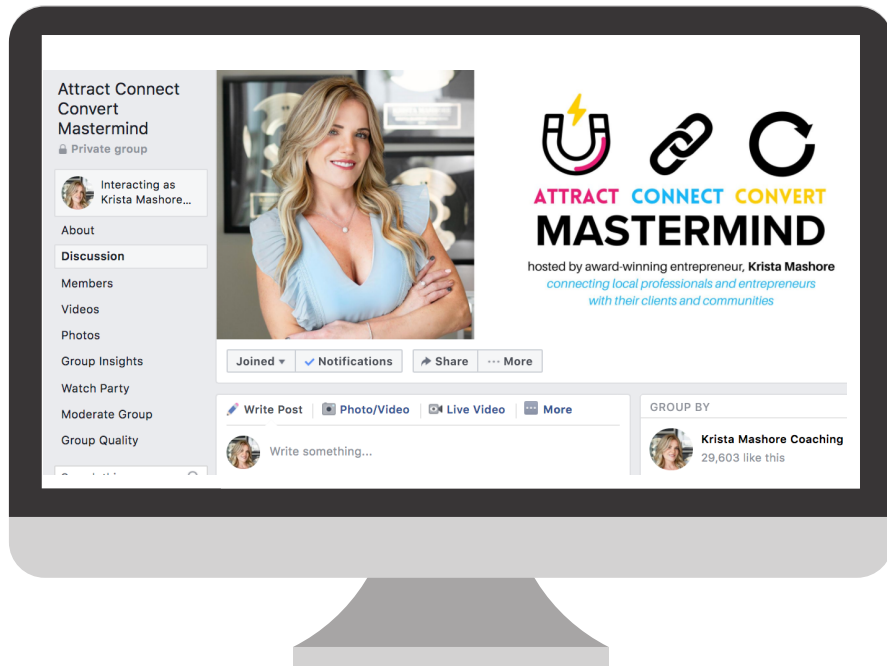 Attract Connect
Convert
Mastermind
Private group
Interacting as
Krista Mashore...
About
Discussion
Members
Videos
Photos
Group Insights
Watch Party
Moderate Group
Group Quality
ATTRACT CONNECT CONVERT
MASTERMIND
hosted by award-winning entrepreneur, Krista Mashore
connecting local professionals and entrepreneurs
with their clients and communities
Joined
Notifications
Share
More
Write Post
Photo/Video
Live Video
More
Write something...
GROUP BY
Krista Mashore Coaching
29,603 like this